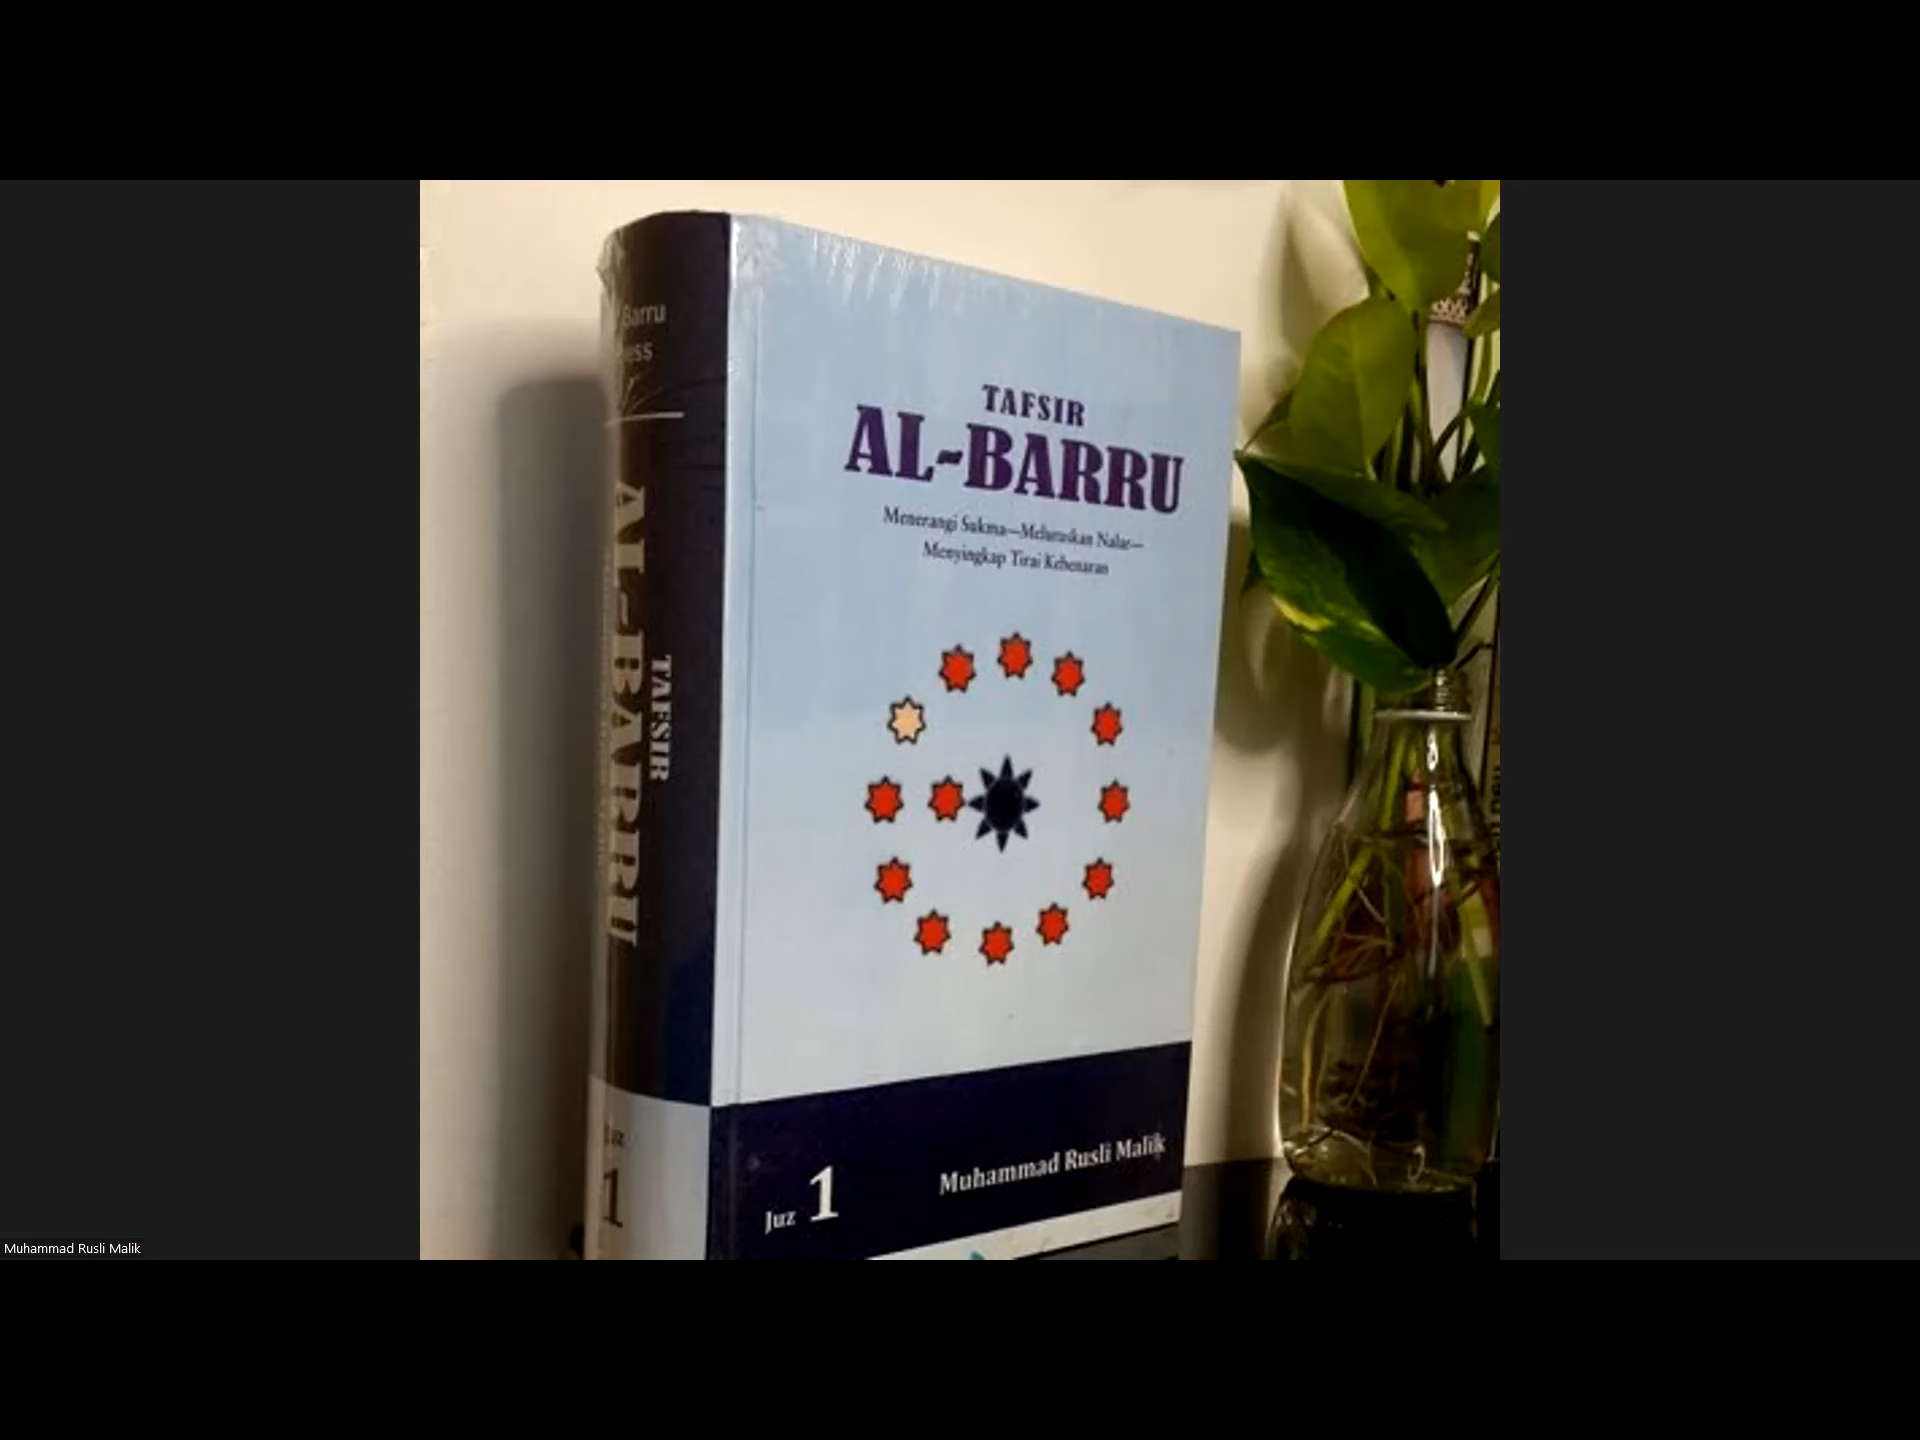 Barru
TAFSIR
AL-BARRU
Menerangi Sukma—Meluruskan Nalar—
Menyingkap Tirai Kebenaran
TAFSIR
AL-BARRU
Juz 1
Muhammad Rusli Malik
1
Muhammad Rusli Malik